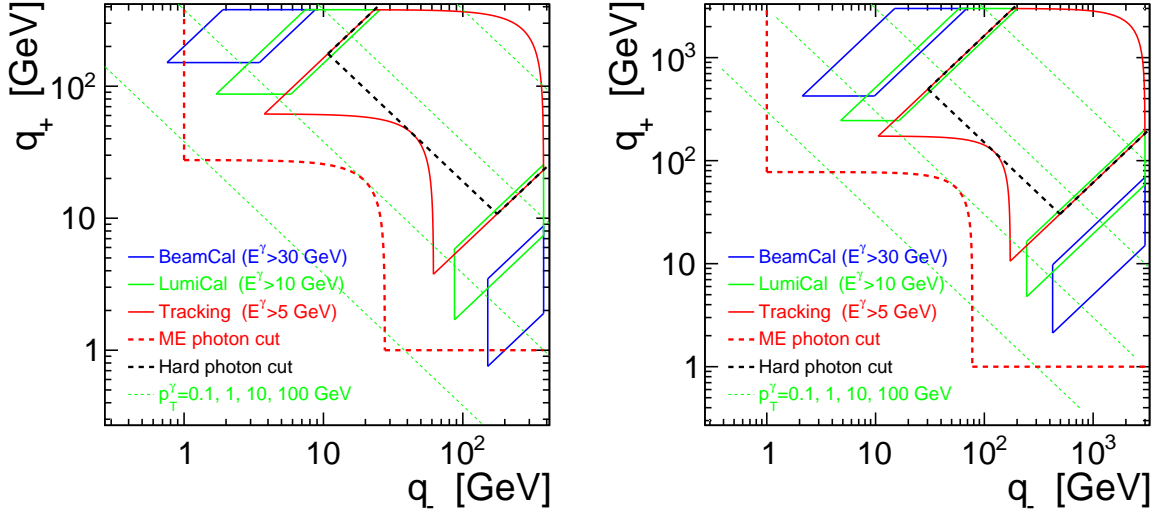 q₊ [GeV]
10²
10
1
BeamCal (Eᵞ>30 GeV)
LumiCal (Eᵞ>10 GeV)
Tracking (Eᵞ>5 GeV)
ME photon cut
Hard photon cut
p_T^γ=0.1, 1, 10, 100 GeV
1 10 10²
q₋ [GeV]
q₊ [GeV]
10³
10²
10
1
BeamCal (Eᵞ>30 GeV)
LumiCal (Eᵞ>10 GeV)
Tracking (Eᵞ>5 GeV)
ME photon cut
Hard photon cut
p_T^γ=0.1, 1, 10, 100 GeV
1 10 10² 10³
q₋ [GeV]